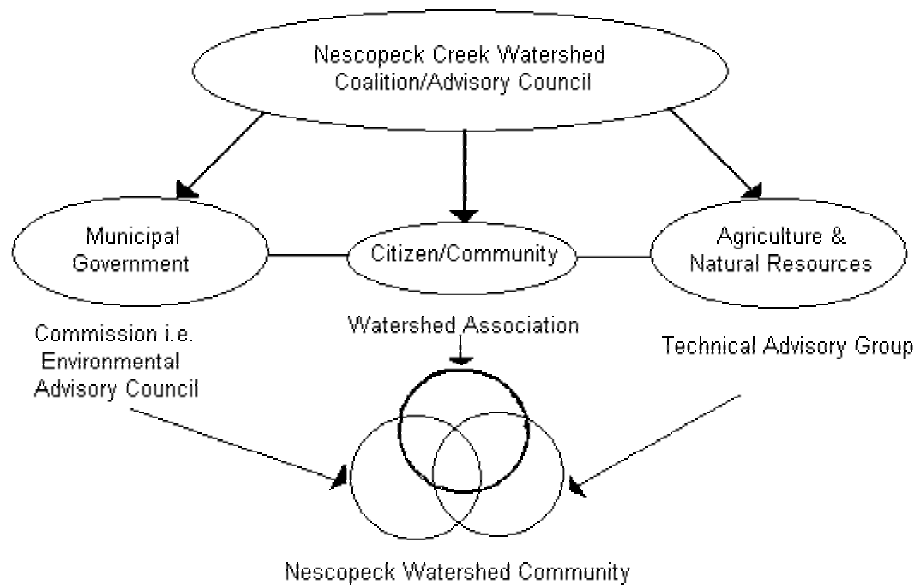 Nescopeck Creek Watershed
Coalition/Advisory Council
Municipal
Government
Citizen/Community
Agriculture &
Natural Resources
Commission i.e.
Environmental
Advisory Council
Watershed Association
Technical Advisory Group
Nescopeck Watershed Community